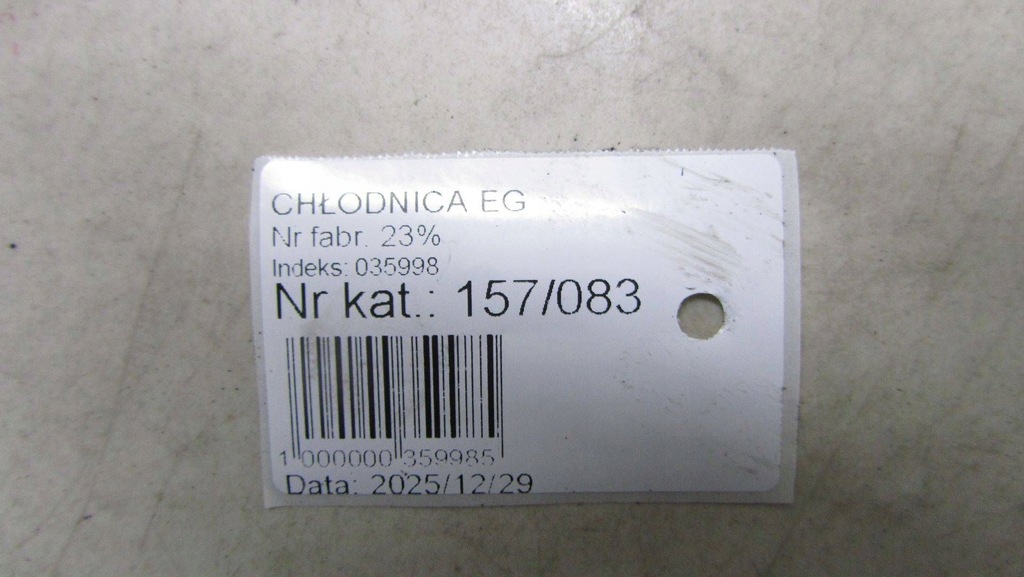 CHŁODNICA EG
Nr fabr. 23%
Indeks: 035998
Nr kat.: 157/083
1 000000 359985
Data: 2025/12/29